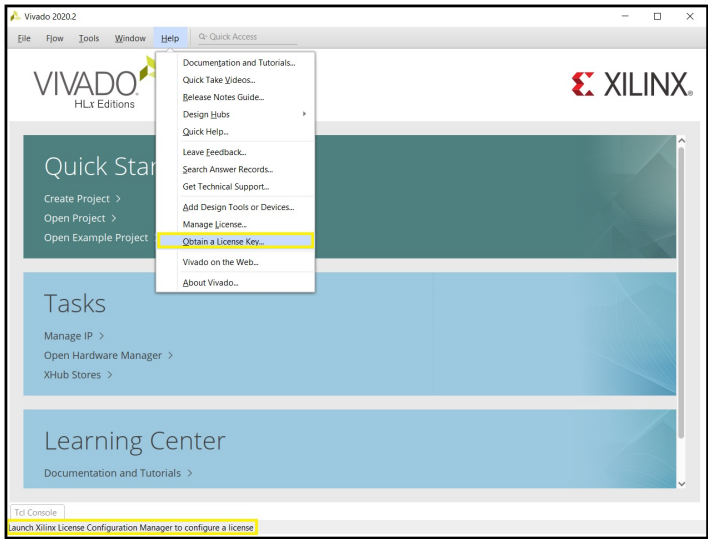 Vivado 2020.2
File Flow Tools Window Help Q- Quick Access
VIVADO.
HLx Editions
XILINX®
Documentation and Tutorials...
Quick Take Videos...
Release Notes Guide...
Design Hubs
Quick Help...
Leave Feedback...
Search Answer Records...
Get Technical Support...
Add Design Tools or Devices...
Manage License...
Obtain a License Key...
Vivado on the Web...
About Vivado...
Quick Star
Create Project >
Open Project >
Open Example Project
Tasks
Manage IP >
Open Hardware Manager >
XHub Stores >
Learning Center
Documentation and Tutorials >
Tcl Console
Launch Xilinx License Configuration Manager to configure a license